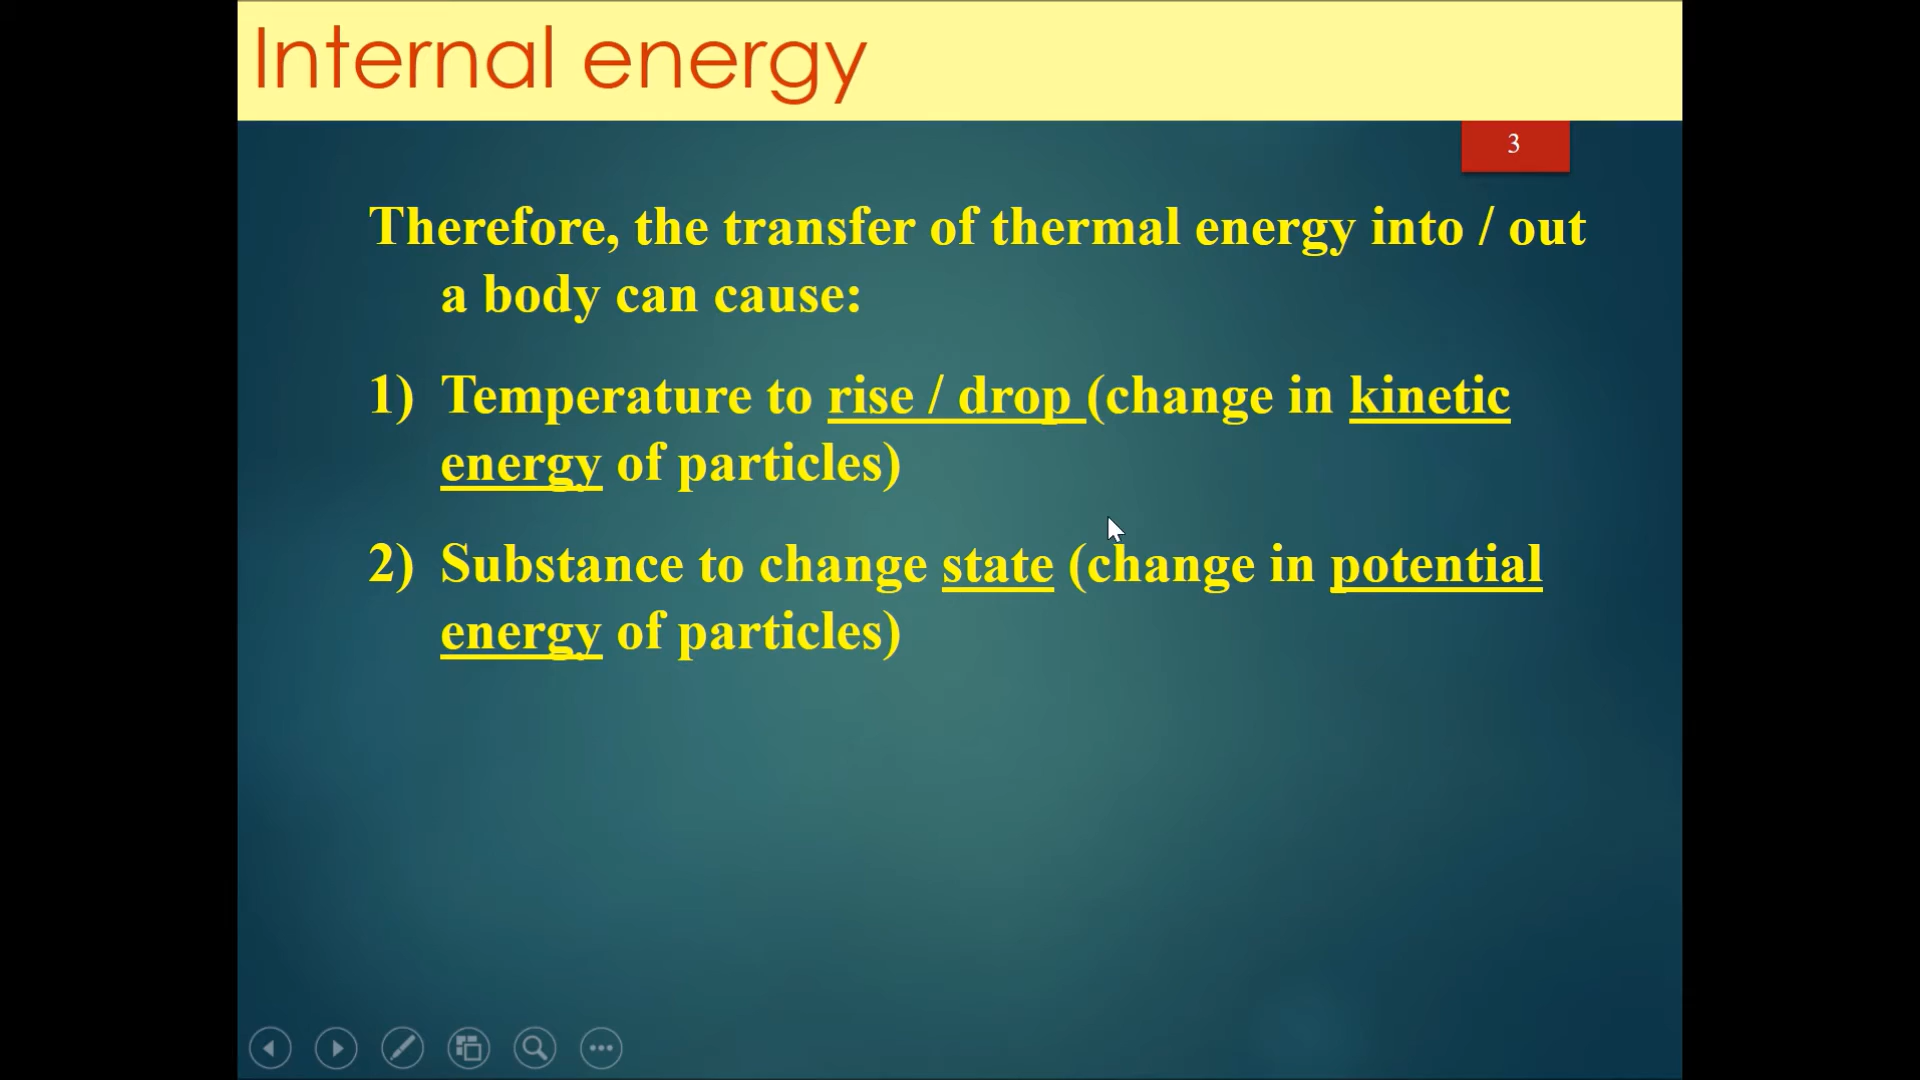 Internal energy
3
Therefore, the transfer of thermal energy into / out
a body can cause:
1) Temperature to rise / drop (change in kinetic
energy of particles)
2) Substance to change state (change in potential
energy of particles)